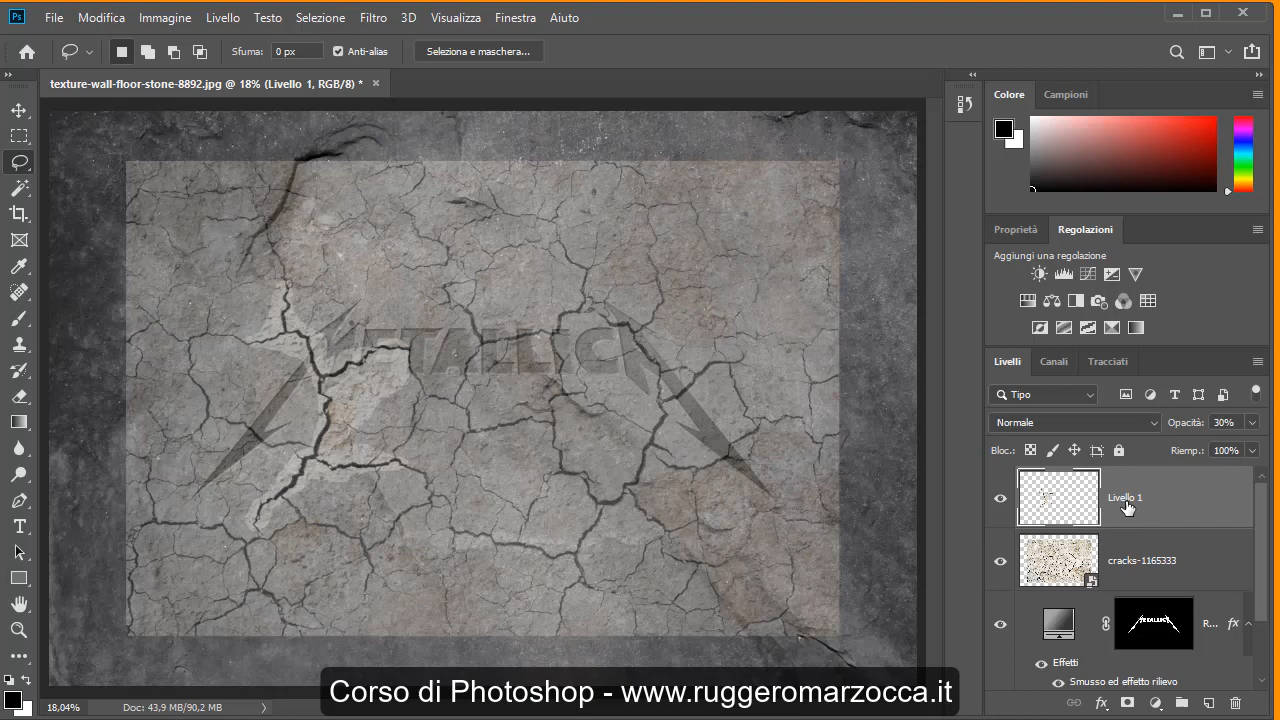 Ps File Modifica Immagine Livello Testo Selezione Filtro 3D Visualizza Finestra Aiuto
Sfuma: 0 px Anti-alias Seleziona e maschera...
texture-wall-floor-stone-8892.jpg @ 18% (Livello 1, RGB/8) *
Colore Campioni
Proprietà Regolazioni
Aggiungi una regolazione
METALLICA
Livelli Canali Tracciati
Tipo
Normale Opacità: 30%
Bloc.: Riemp.: 100%
Livello 1
cracks-1165333
METALLICA R... fx
Effetti
Smusso ed effetto rilievo
18,04% Doc: 43,9 MB/90,2 MB
Corso di Photoshop - www.ruggeromarzocca.it